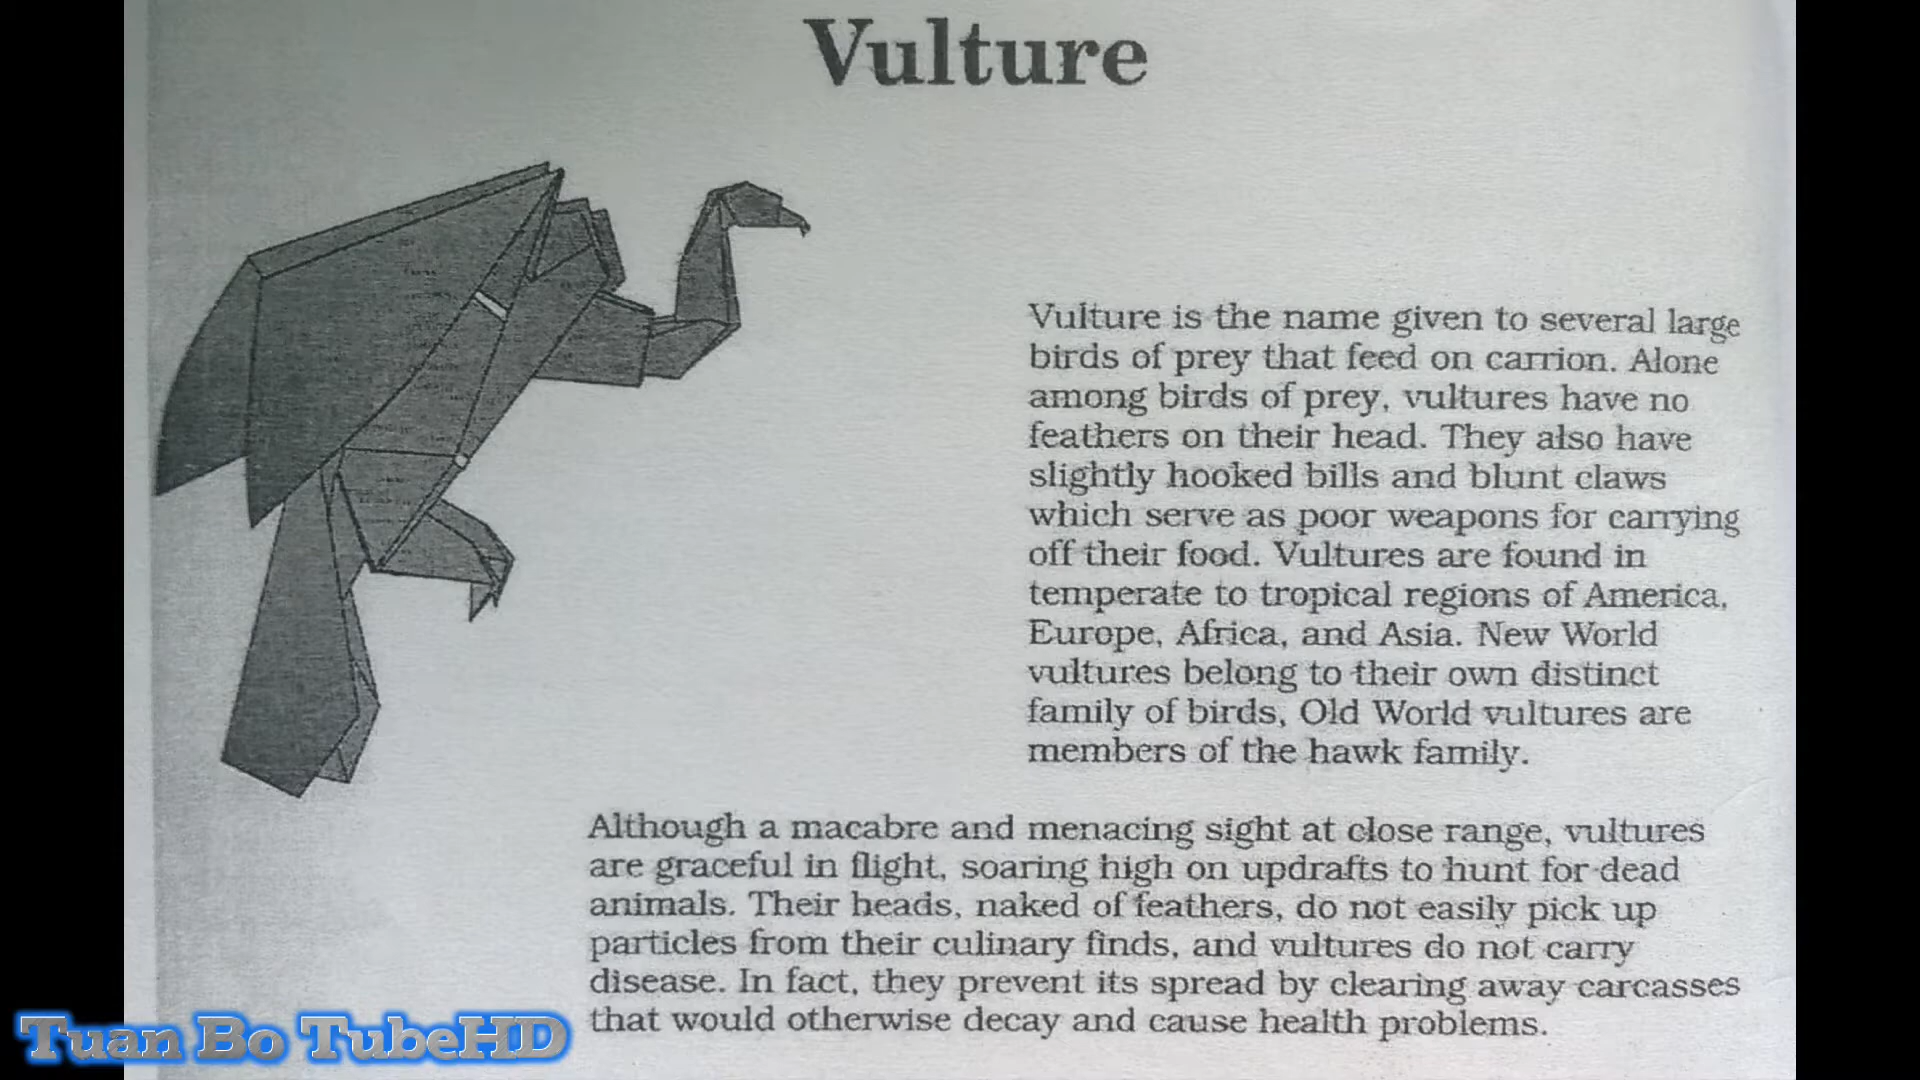 Vulture
Vulture is the name given to several large
birds of prey that feed on carrion. Alone
among birds of prey, vultures have no
feathers on their head. They also have
slightly hooked bills and blunt claws
which serve as poor weapons for carrying
off their food. Vultures are found in
temperate to tropical regions of America,
Europe, Africa, and Asia. New World
vultures belong to their own distinct
family of birds, Old World vultures are
members of the hawk family.
Although a macabre and menacing sight at close range, vultures
are graceful in flight, soaring high on updrafts to hunt for dead
animals. Their heads, naked of feathers, do not easily pick up
particles from their culinary finds, and vultures do not carry
disease. In fact, they prevent its spread by clearing away carcasses
that would otherwise decay and cause health problems.
Tuan Bo TubeHD